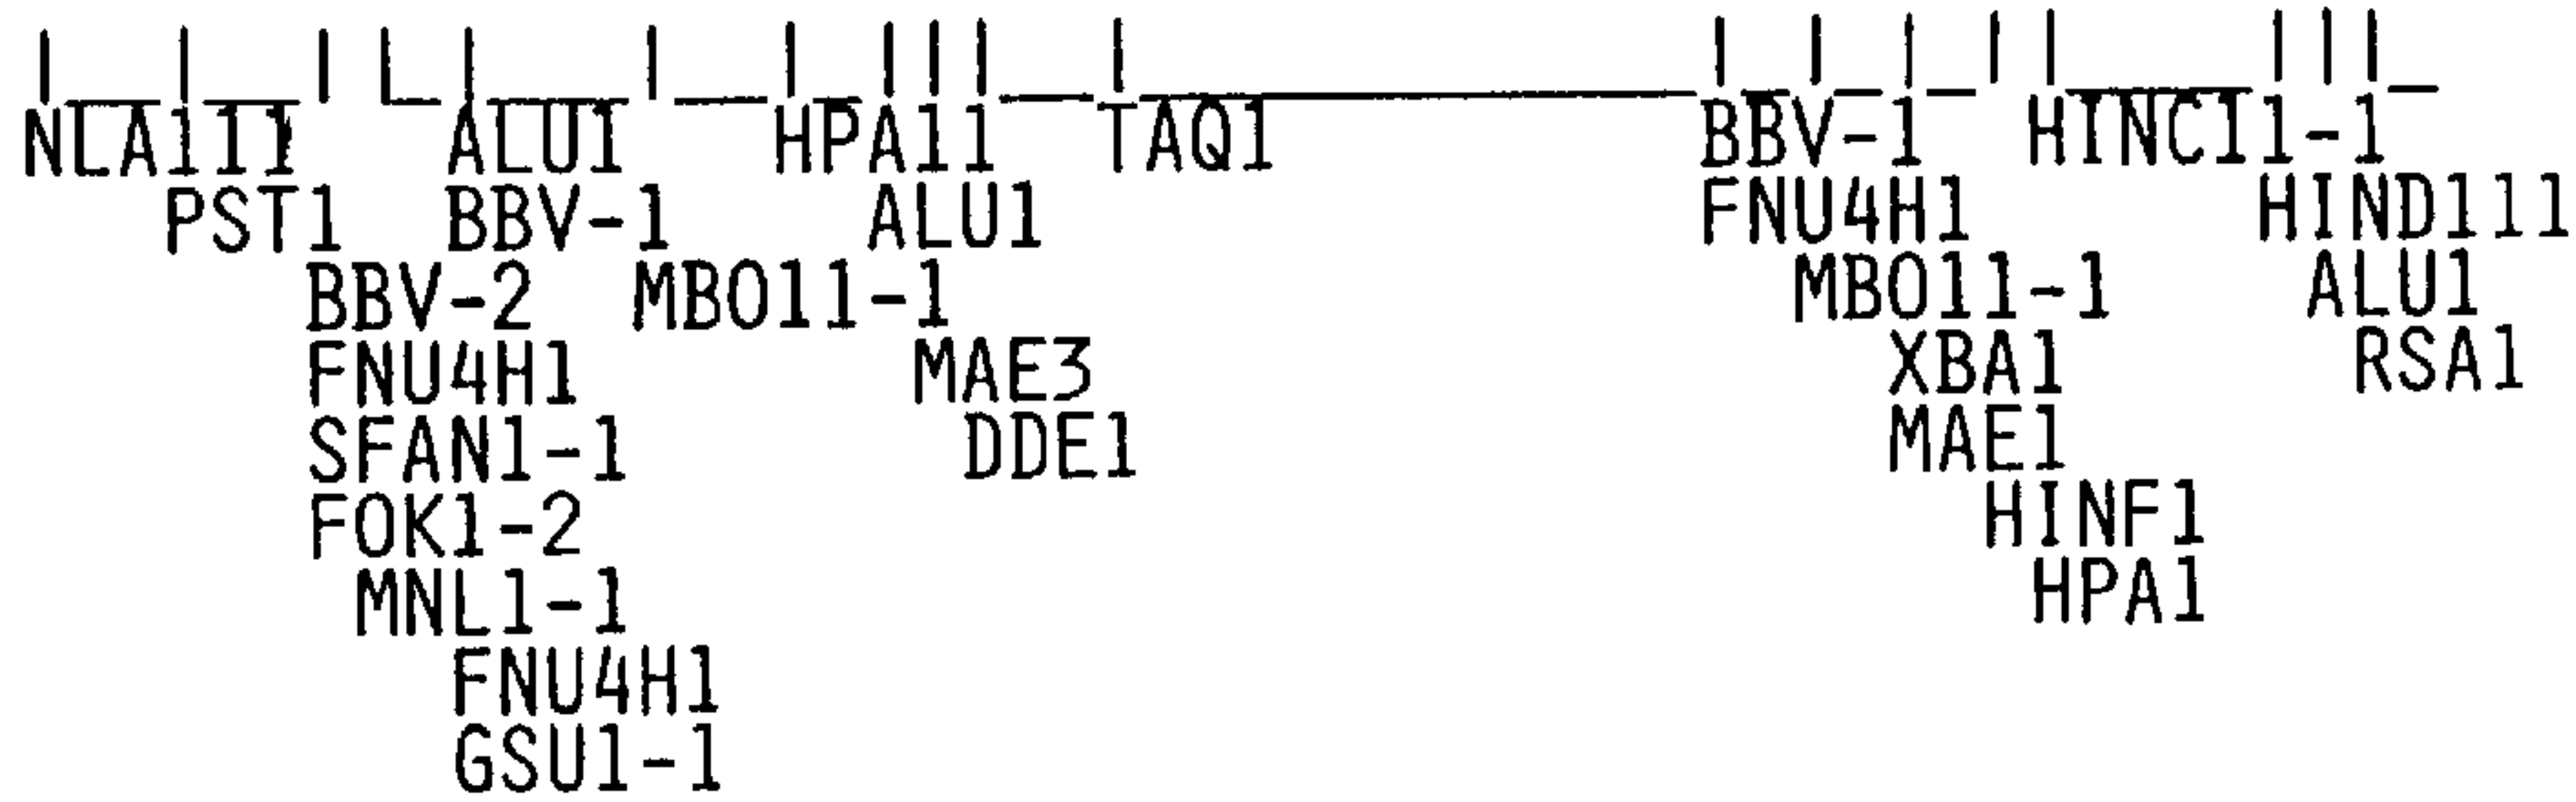 NLA111 ALU1 HPA11 TAQ1 BBV-1 HINC11-1
PST1 BBV-1 ALU1 FNU4H1 HIND111
BBV-2 MBO11-1 MBO11-1 ALU1
FNU4H1 MAE3 XBA1 RSA1
SFAN1-1 DDE1 MAE1
FOK1-2 HINF1
MNL1-1 HPA1
FNU4H1
GSU1-1